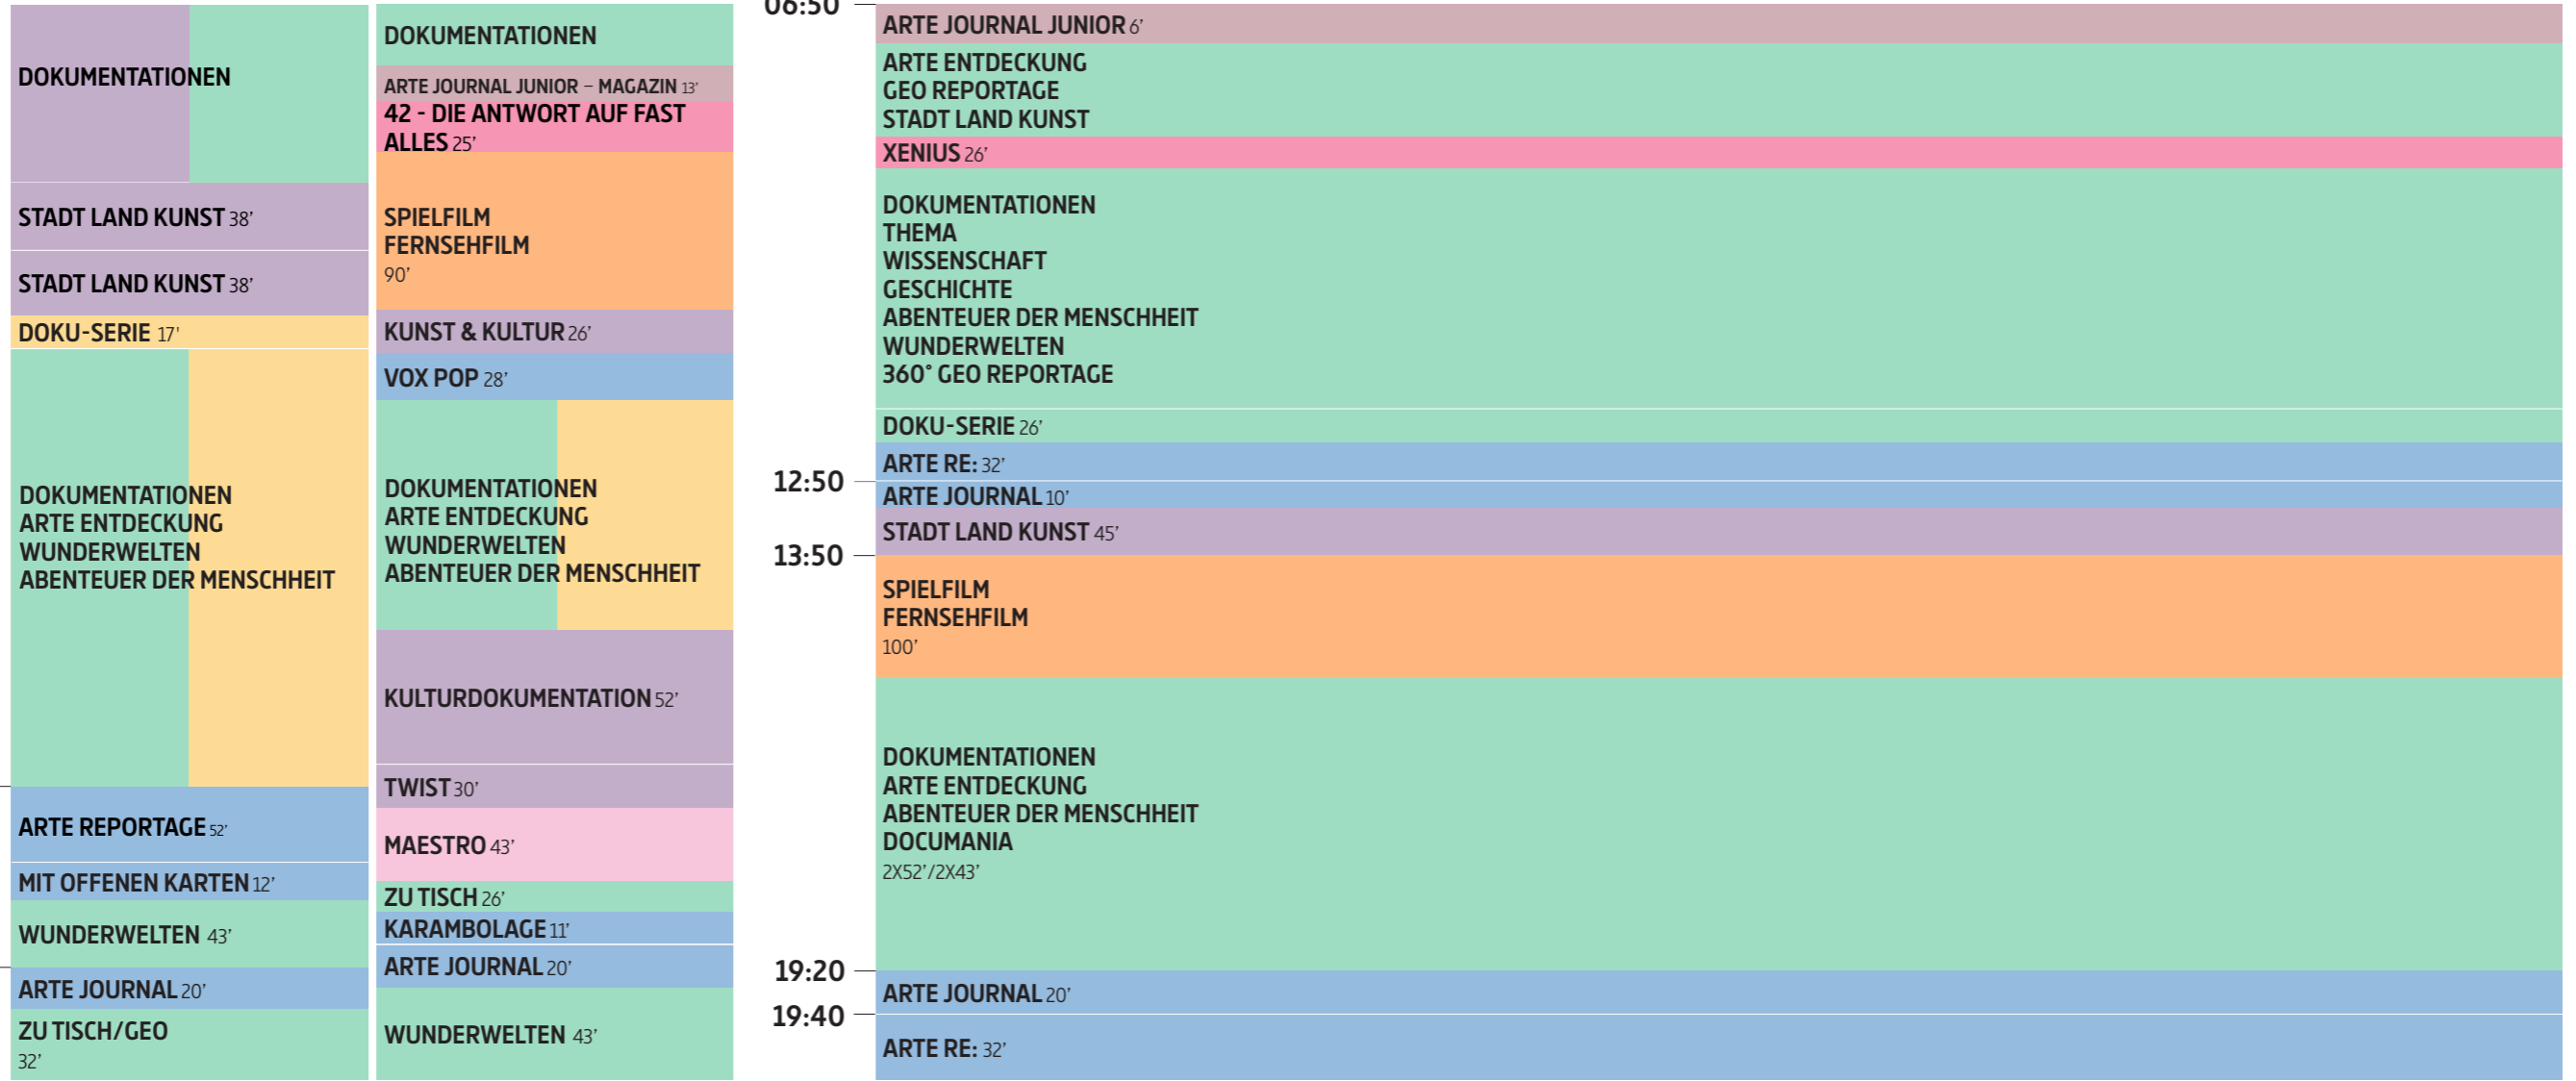 DOKUMENTATIONEN
STADT LAND KUNST 38’
STADT LAND KUNST 38’
DOKU-SERIE 17'
DOKUMENTATIONEN
ARTE ENTDECKUNG
WUNDERWELTEN
ABENTEUER DER MENSCHHEIT
ARTE REPORTAGE 52’
MIT OFFENEN KARTEN 12’
WUNDERWELTEN 43’
ARTE JOURNAL 20’
ZU TISCH/GEO
32’
DOKUMENTATIONEN
ARTE JOURNAL JUNIOR – MAGAZIN 13’
42 - DIE ANTWORT AUF FAST
ALLES 25’
SPIELFILM
FERNSEHFILM
90’
KUNST & KULTUR 26’
VOX POP 28’
DOKUMENTATIONEN
ARTE ENTDECKUNG
WUNDERWELTEN
ABENTEUER DER MENSCHHEIT
KULTURDOKUMENTATION 52’
TWIST 30’
MAESTRO 43’
ZU TISCH 26’
KARAMBOLAGE 11’
ARTE JOURNAL 20’
WUNDERWELTEN 43’
06:50
ARTE JOURNAL JUNIOR 6’
ARTE ENTDECKUNG
GEO REPORTAGE
STADT LAND KUNST
XENIUS 26’
DOKUMENTATIONEN
THEMA
WISSENSCHAFT
GESCHICHTE
ABENTEUER DER MENSCHHEIT
WUNDERWELTEN
360° GEO REPORTAGE
DOKU-SERIE 26’
ARTE RE: 32’
12:50
ARTE JOURNAL 10’
STADT LAND KUNST 45’
13:50
SPIELFILM
FERNSEHFILM
100’
DOKUMENTATIONEN
ARTE ENTDECKUNG
ABENTEUER DER MENSCHHEIT
DOCUMANIA
2X52’/2X43’
19:20
ARTE JOURNAL 20’
19:40
ARTE RE: 32’